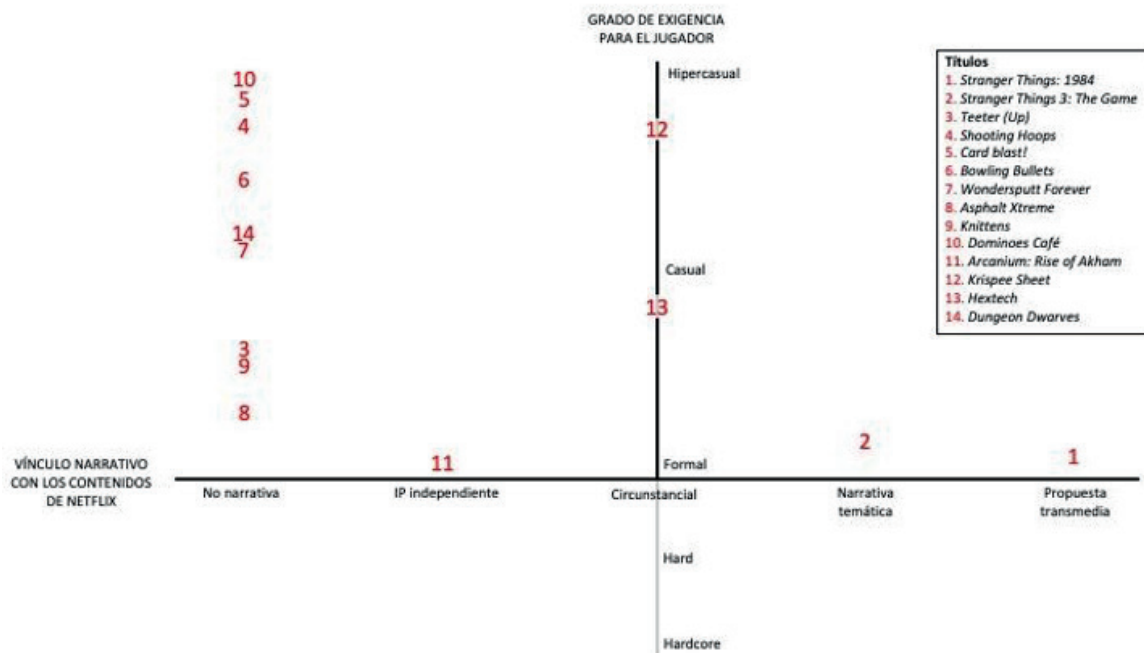 GRADO DE EXIGENCIA
PARA EL JUGADOR
Hipercasual
Casual
Formal
Hard
Hardcore
10
5
4
6
14
7
3
9
8
11
12
13
2
1
VÍNCULO NARRATIVO
CON LOS CONTENIDOS
DE NETFLIX
No narrativa
IP independiente
Circunstancial
Narrativa
temática
Propuesta
transmedia
Títulos
1. Stranger Things: 1984
2. Stranger Things 3: The Game
3. Teeter (Up)
4. Shooting Hoops
5. Card blast!
6. Bowling Bullets
7. Wondersputt Forever
8. Asphalt Xtreme
9. Knittens
10. Dominoes Café
11. Arcanium: Rise of Akham
12. Krispee Sheet
13. Hextech
14. Dungeon Dwarves